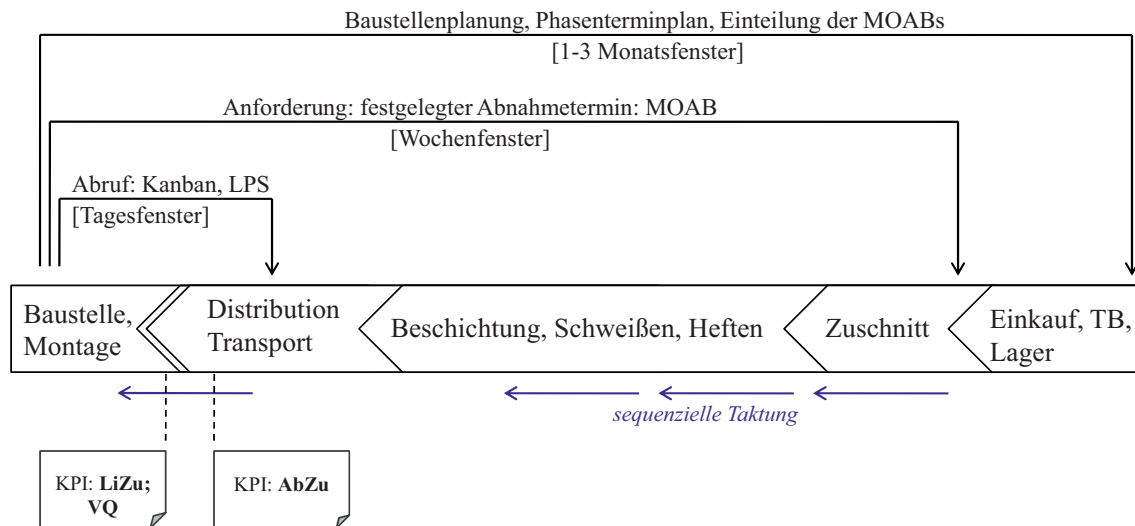 Baustellenplanung, Phasenterminplan, Einteilung der MOABs
[1-3 Monatsfenster]
Anforderung: festgelegter Abnahmetermin: MOAB
[Wochenfenster]
Abruf: Kanban, LPS
[Tagesfenster]
Baustelle,
Montage
Distribution
Transport
Beschichtung, Schweißen, Heften
Zuschnitt
Einkauf, TB,
Lager
sequenzielle Taktung
KPI: LiZu;
VQ
KPI: AbZu